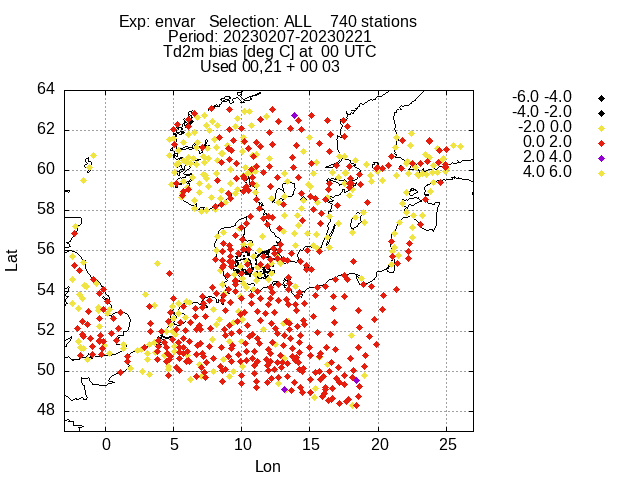 Exp: envar   Selection: ALL    740 stations
Period: 20230207-20230221
Td2m bias [deg C] at  00 UTC
Used 00,21 + 00 03
-6.0 -4.0
-4.0 -2.0
-2.0 0.0
0.0 2.0
2.0 4.0
4.0 6.0
64
62
60
58
56
54
52
50
48
Lat
0 5 10 15 20 25
Lon